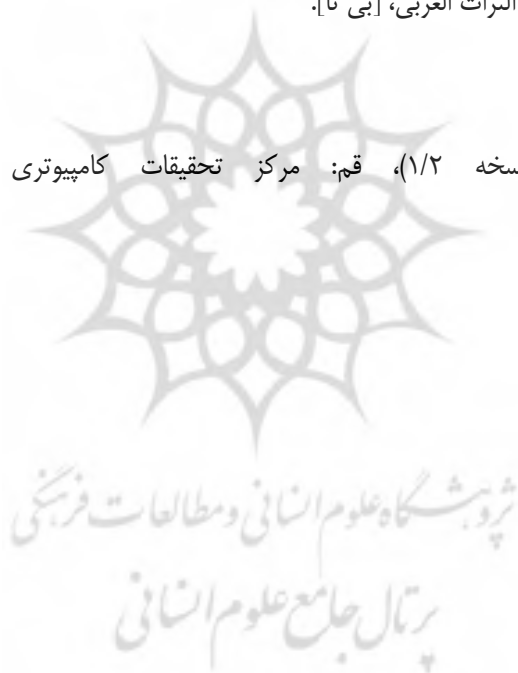 التراث العربی، [بی تا].
سخه ۱/۲)، قم: مرکز تحقیقات کامپیوتری
پژوهشگاه علوم انسانی و مطالعات فرهنگی
پرتال جامع علوم انسانی